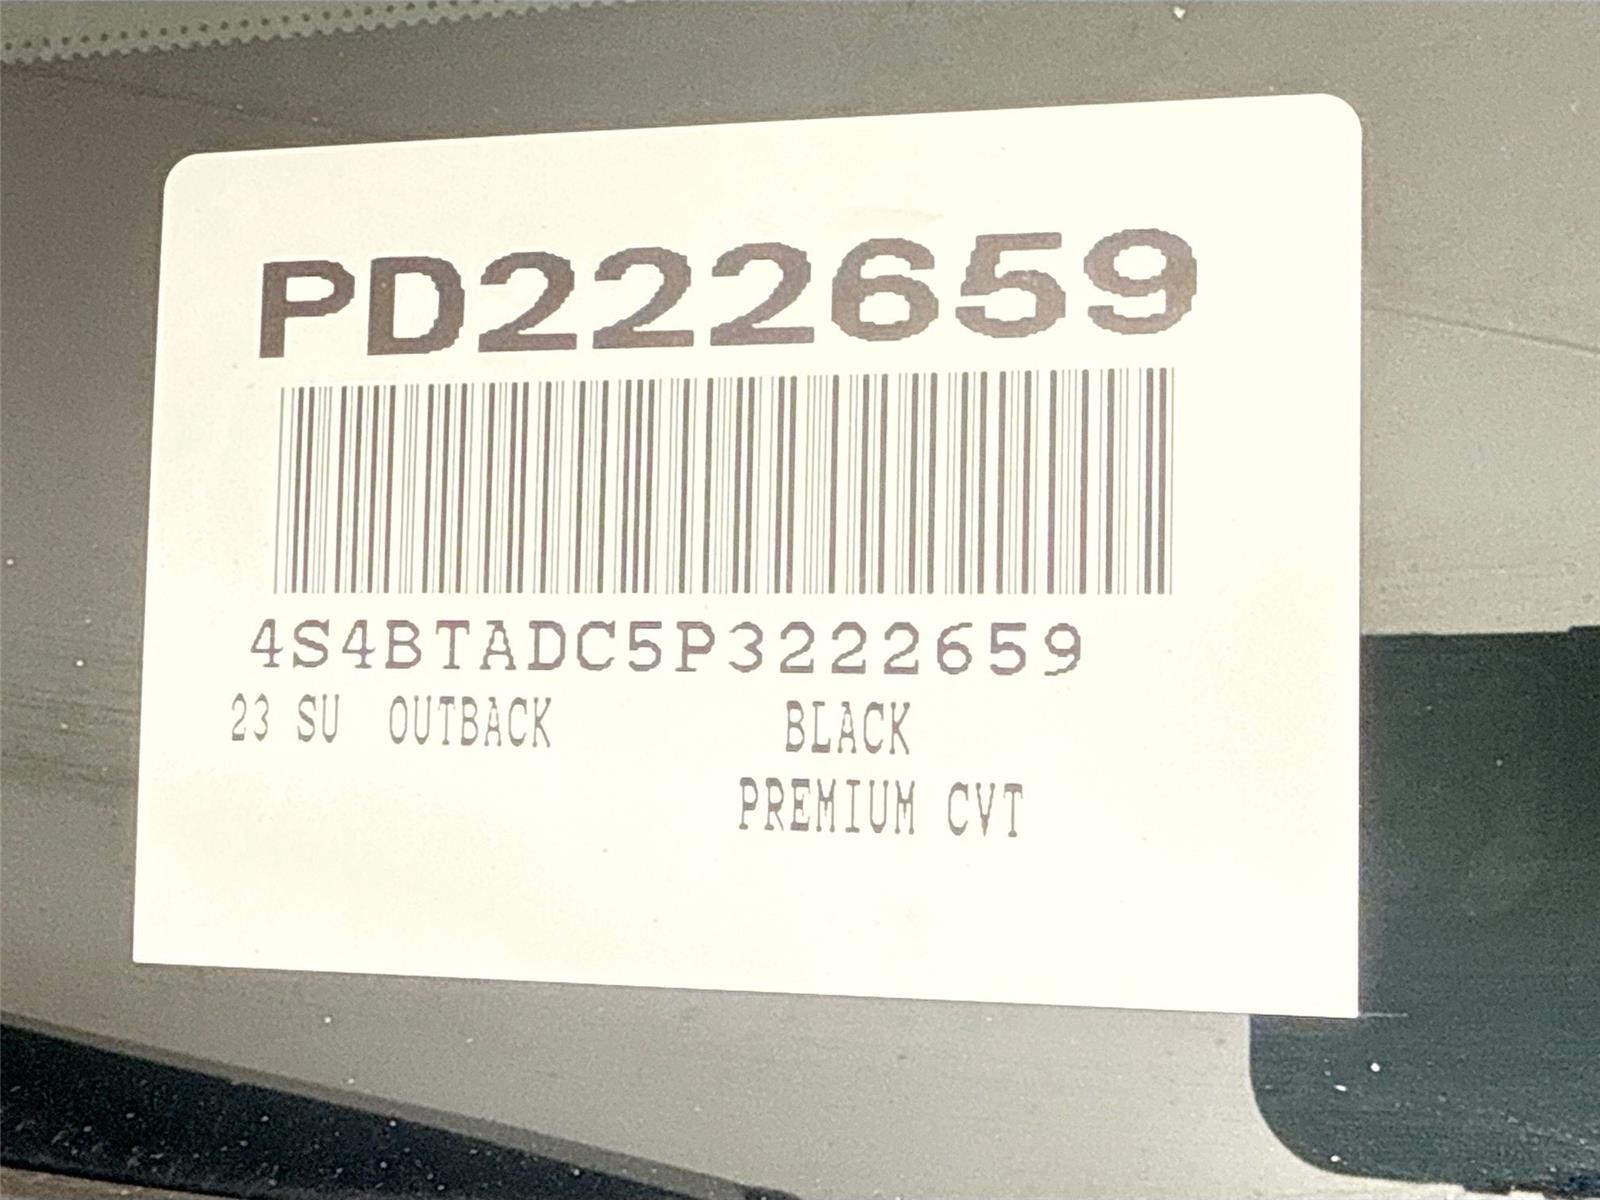 PD222659
4S4BTADC5P3222659
23 SU OUTBACK BLACK
PREMIUM CVT